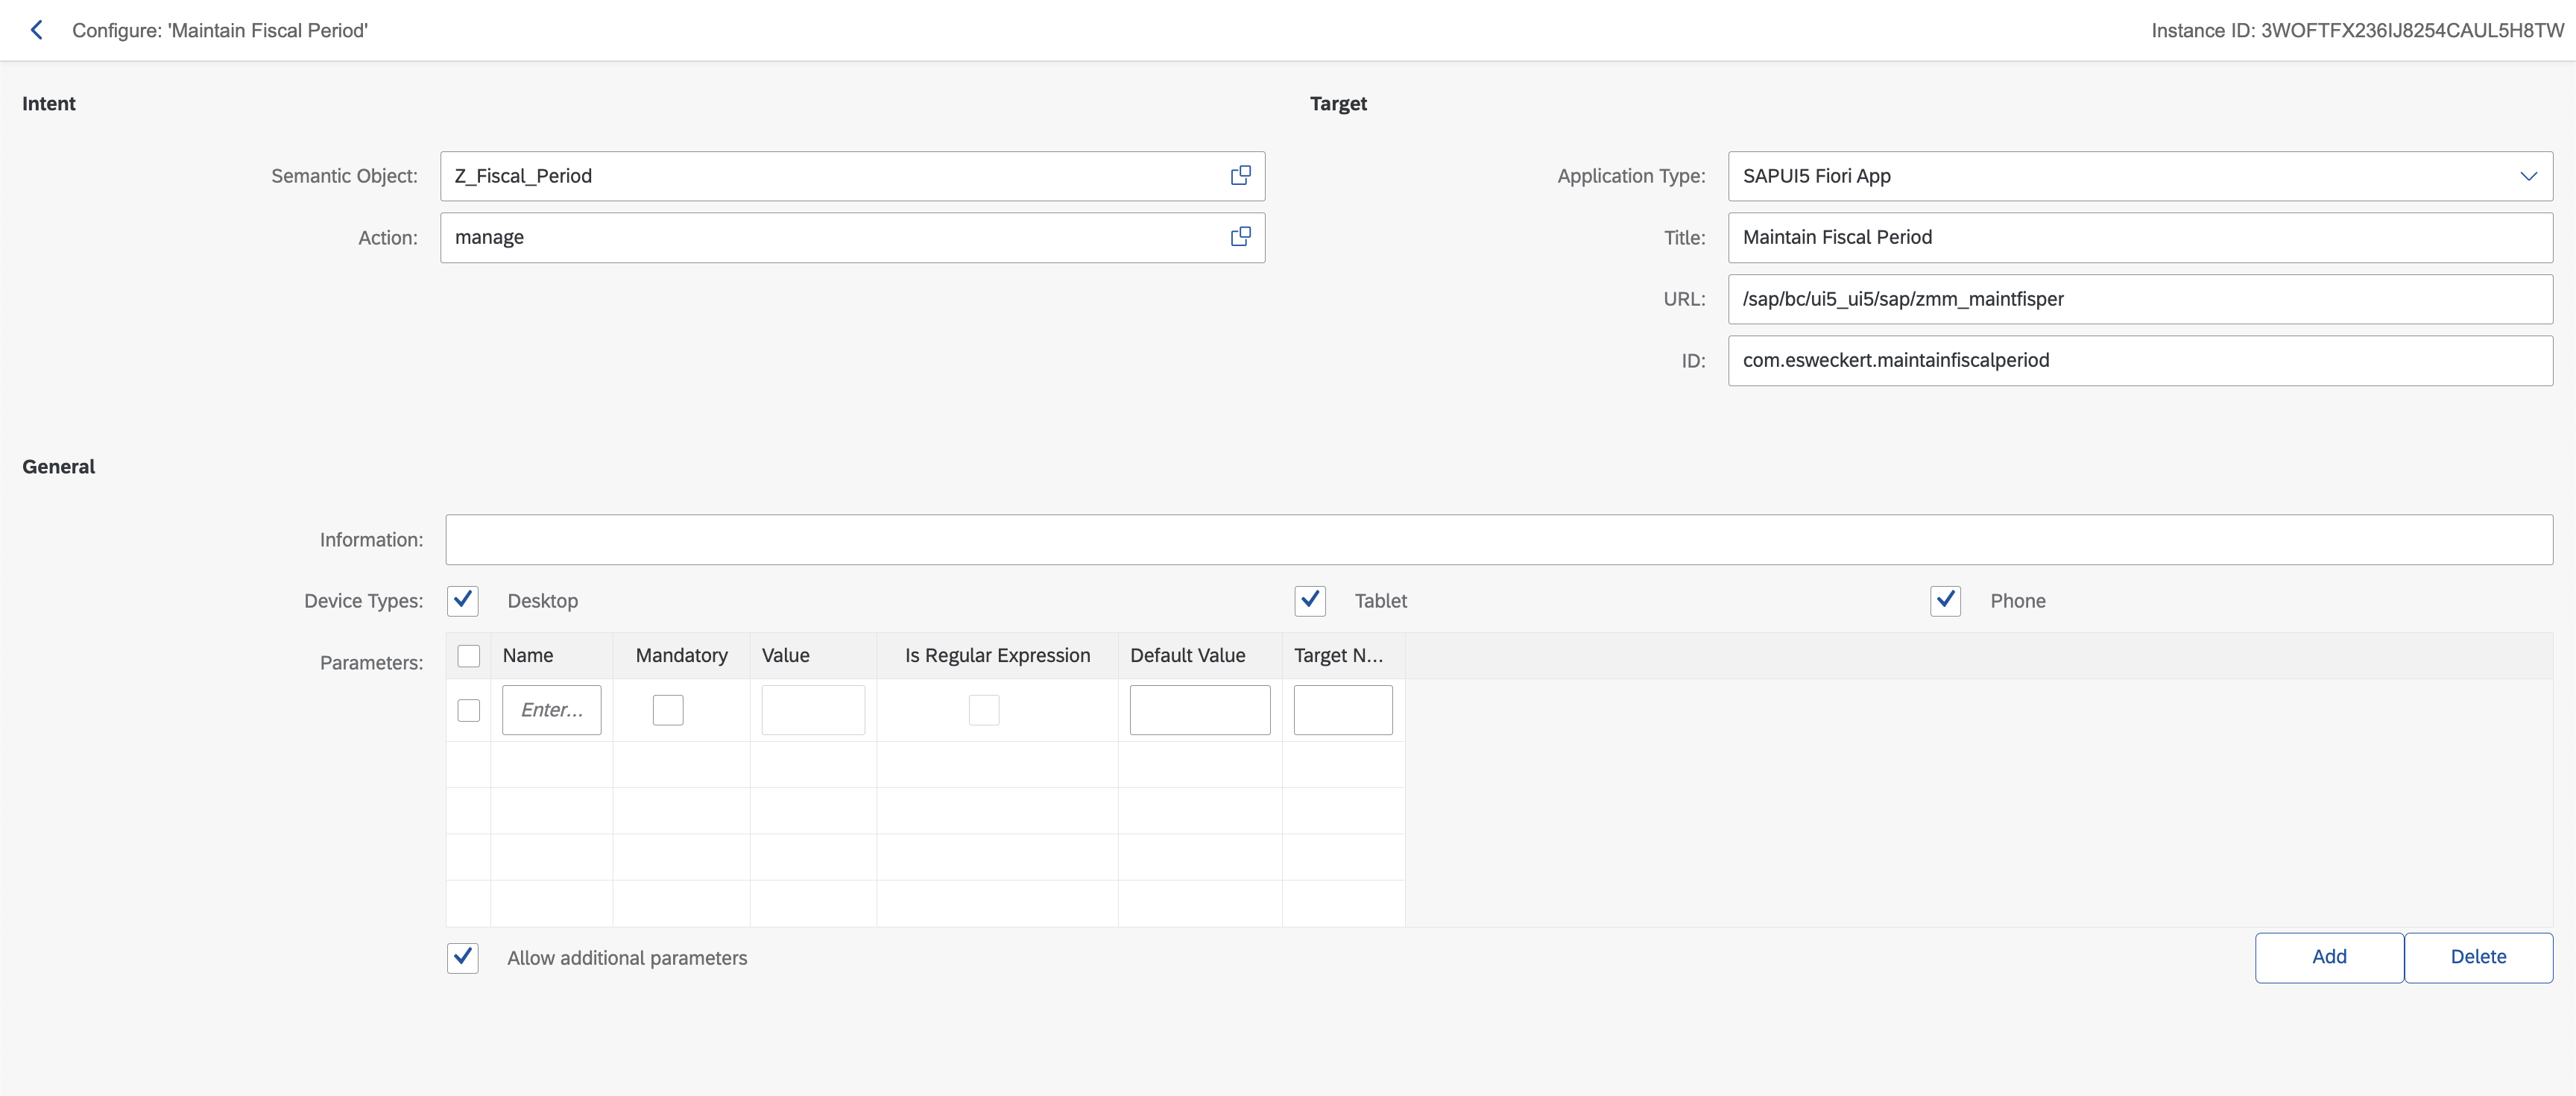 Configure: 'Maintain Fiscal Period'
Instance ID: 3WOFTFX236IJ8254CAUL5H8TW
Intent
Semantic Object: Z_Fiscal_Period
Action: manage
Target
Application Type: SAPUI5 Fiori App
Title: Maintain Fiscal Period
URL: /sap/bc/ui5_ui5/sap/zmm_maintfisper
ID: com.esweckert.maintainfiscalperiod
General
Information:
Device Types: Desktop Tablet Phone
Parameters:
Name Mandatory Value Is Regular Expression Default Value Target N...
Enter...
Allow additional parameters
Add Delete